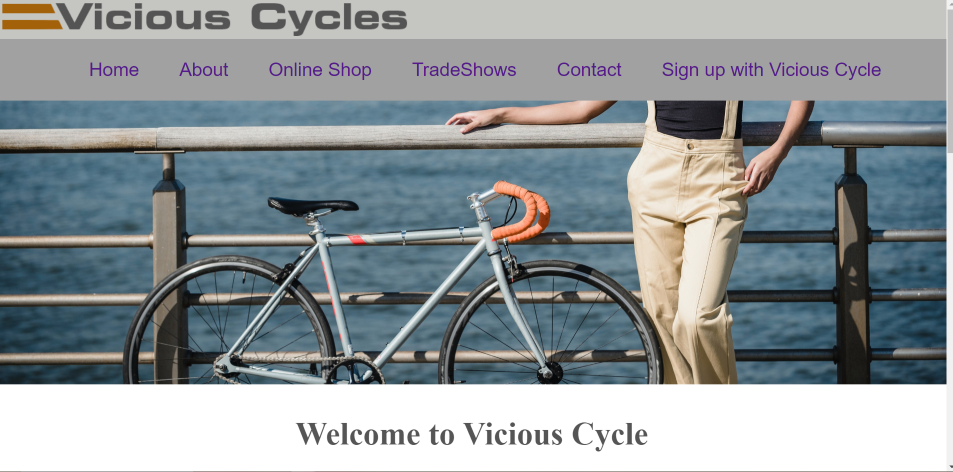 Vicious Cycles
Home About Online Shop TradeShows Contact Sign up with Vicious Cycle
Welcome to Vicious Cycle